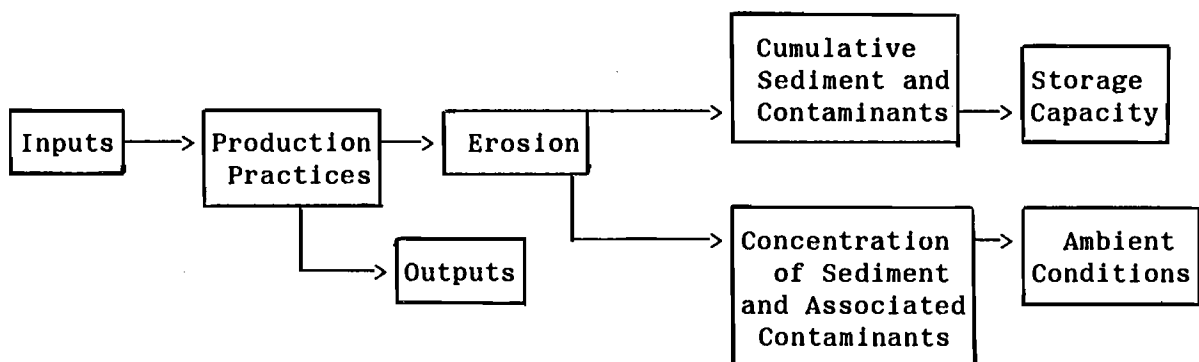 Inputs
Production
Practices
Outputs
Erosion
Cumulative
Sediment and
Contaminants
Storage
Capacity
Concentration
of Sediment
and Associated
Contaminants
Ambient
Conditions